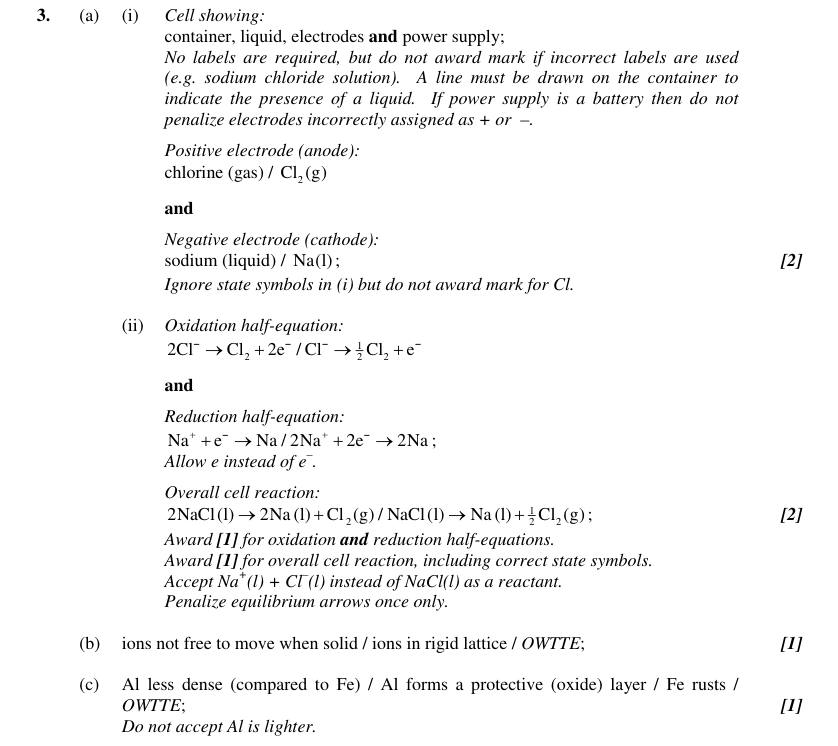 3. (a) (i) Cell showing:
container, liquid, electrodes and power supply;
No labels are required, but do not award mark if incorrect labels are used
(e.g. sodium chloride solution). A line must be drawn on the container to
indicate the presence of a liquid. If power supply is a battery then do not
penalize electrodes incorrectly assigned as + or –.
Positive electrode (anode):
chlorine (gas) / Cl₂(g)
and
Negative electrode (cathode):
sodium (liquid) / Na(l); [2]
Ignore state symbols in (i) but do not award mark for Cl.
(ii) Oxidation half-equation:
2Cl⁻ → Cl₂ + 2e⁻ / Cl⁻ → ½Cl₂ + e⁻
and
Reduction half-equation:
Na⁺ + e⁻ → Na / 2Na⁺ + 2e⁻ → 2Na;
Allow e instead of e⁻.
Overall cell reaction:
2NaCl(l) → 2Na(l) + Cl₂(g) / NaCl(l) → Na(l) + ½Cl₂(g); [2]
Award [1] for oxidation and reduction half-equations.
Award [1] for overall cell reaction, including correct state symbols.
Accept Na⁺(l) + Cl⁻(l) instead of NaCl(l) as a reactant.
Penalize equilibrium arrows once only.
(b) ions not free to move when solid / ions in rigid lattice / OWTTE; [1]
(c) Al less dense (compared to Fe) / Al forms a protective (oxide) layer / Fe rusts /
OWTTE; [1]
Do not accept Al is lighter.